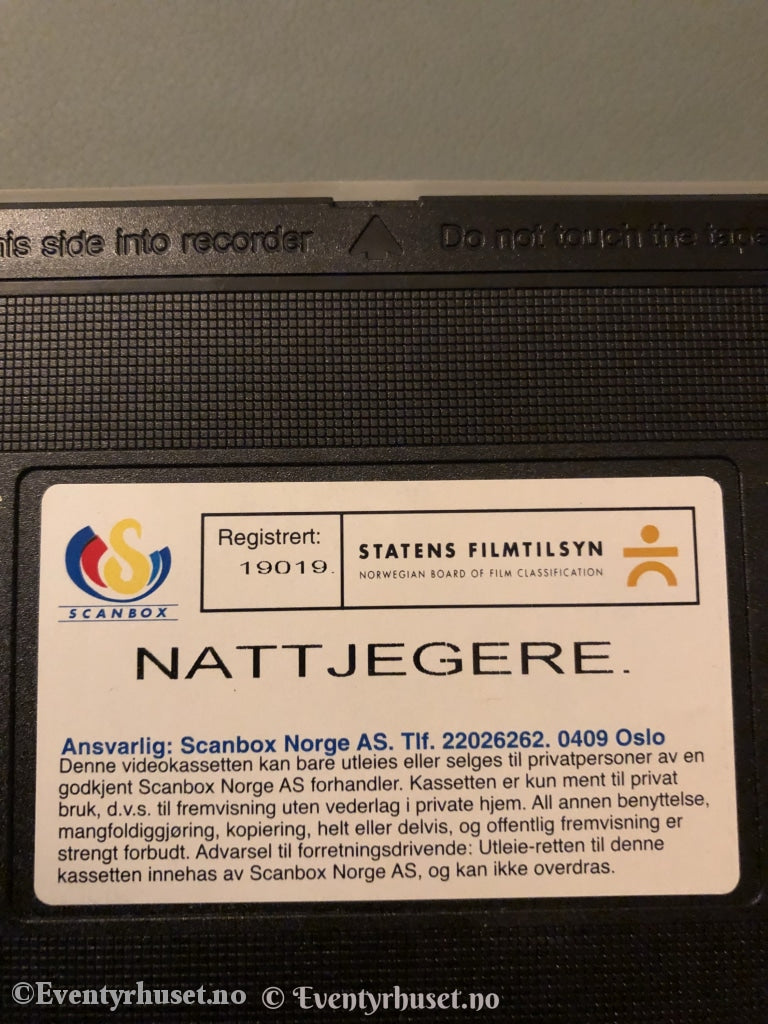 his side into recorder Do not touch the tape
Registrert:
19019.
STATENS FILMTILSYN
NORWEGIAN BOARD OF FILM CLASSIFICATION
S
SCANBOX
NATTJEGERE.
Ansvarlig: Scanbox Norge AS. Tlf. 22026262. 0409 Oslo
Denne videokassetten kan bare utleies eller selges til privatpersoner av en
godkjent Scanbox Norge AS forhandler. Kassetten er kun ment til privat
bruk, d.v.s. til fremvisning uten vederlag i private hjem. All annen benyttelse,
mangfoldiggjøring, kopiering, helt eller delvis, og offentlig fremvisning er
strengt forbudt. Advarsel til forretningsdrivende: Utleie-retten til denne
kassetten innehas av Scanbox Norge AS, og kan ikke overdras.
©Eventyrhuset.no © Eventyrhuset.no